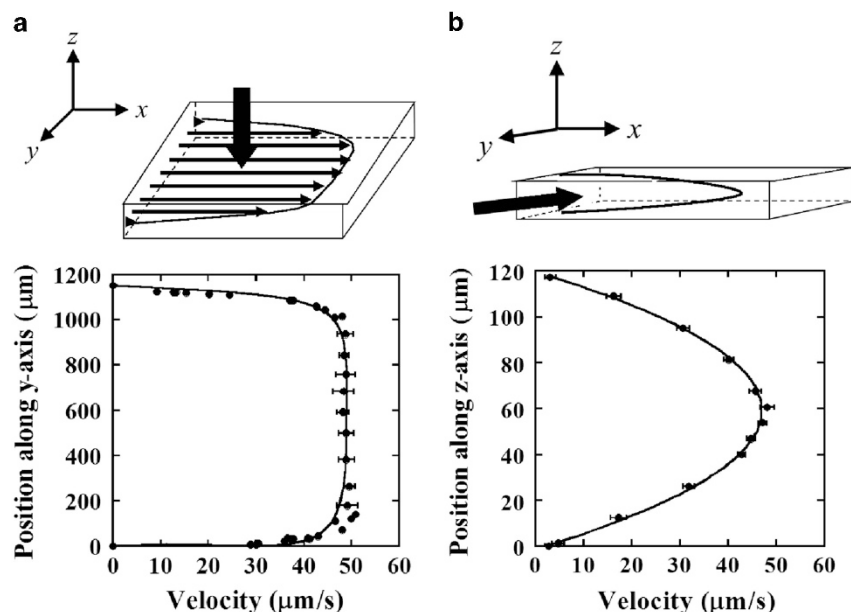 a
z
x
y
Position along y-axis (μm)
1200
1000
800
600
400
200
0
0 10 20 30 40 50 60
Velocity (μm/s)
b
z
x
y
Position along z-axis (μm)
120
100
80
60
40
20
0
0 10 20 30 40 50 60
Velocity (μm/s)